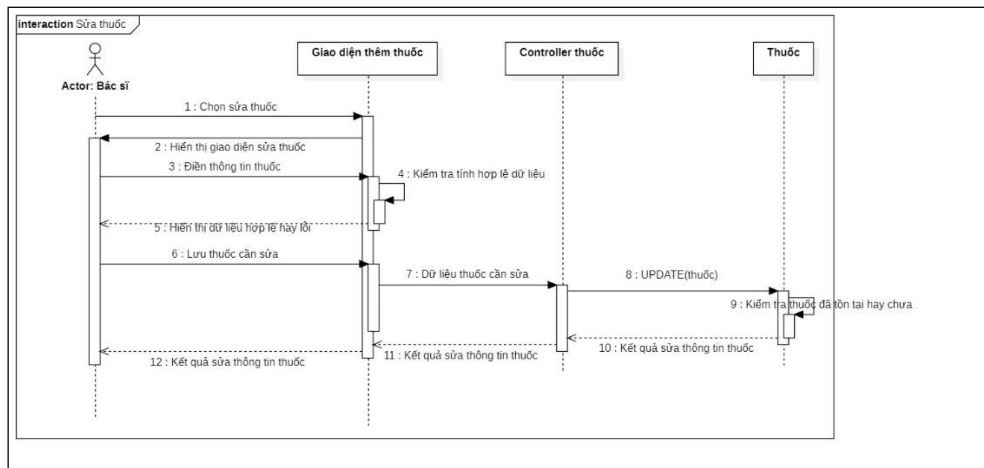 interaction Sửa thuốc
Actor: Bác sĩ
Giao diện thêm thuốc
Controller thuốc
Thuốc
1 : Chọn sửa thuốc
2 : Hiển thị giao diện sửa thuốc
3 : Điền thông tin thuốc
4 : Kiểm tra tính hợp lệ dữ liệu
5 : Hiển thị dữ liệu hợp lệ hay lỗi
6 : Lưu thuốc cần sửa
7 : Dữ liệu thuốc cần sửa
8 : UPDATE(thuốc)
9 : Kiểm tra thuốc đã tồn tại hay chưa
10 : Kết quả sửa thông tin thuốc
11 : Kết quả sửa thông tin thuốc
12 : Kết quả sửa thông tin thuốc